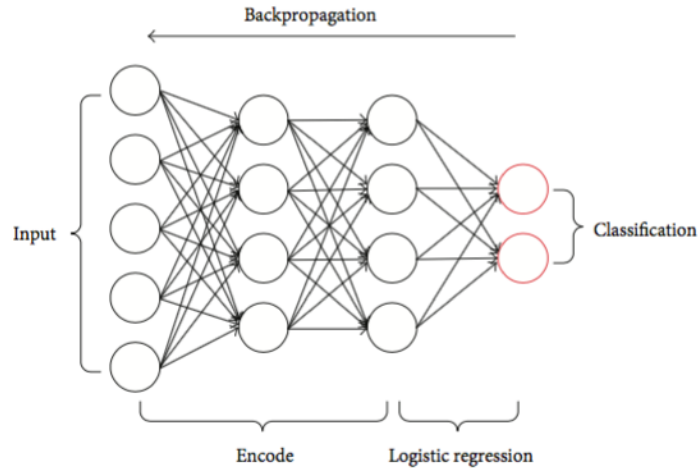 Backpropagation
Input
Classification
Encode
Logistic regression